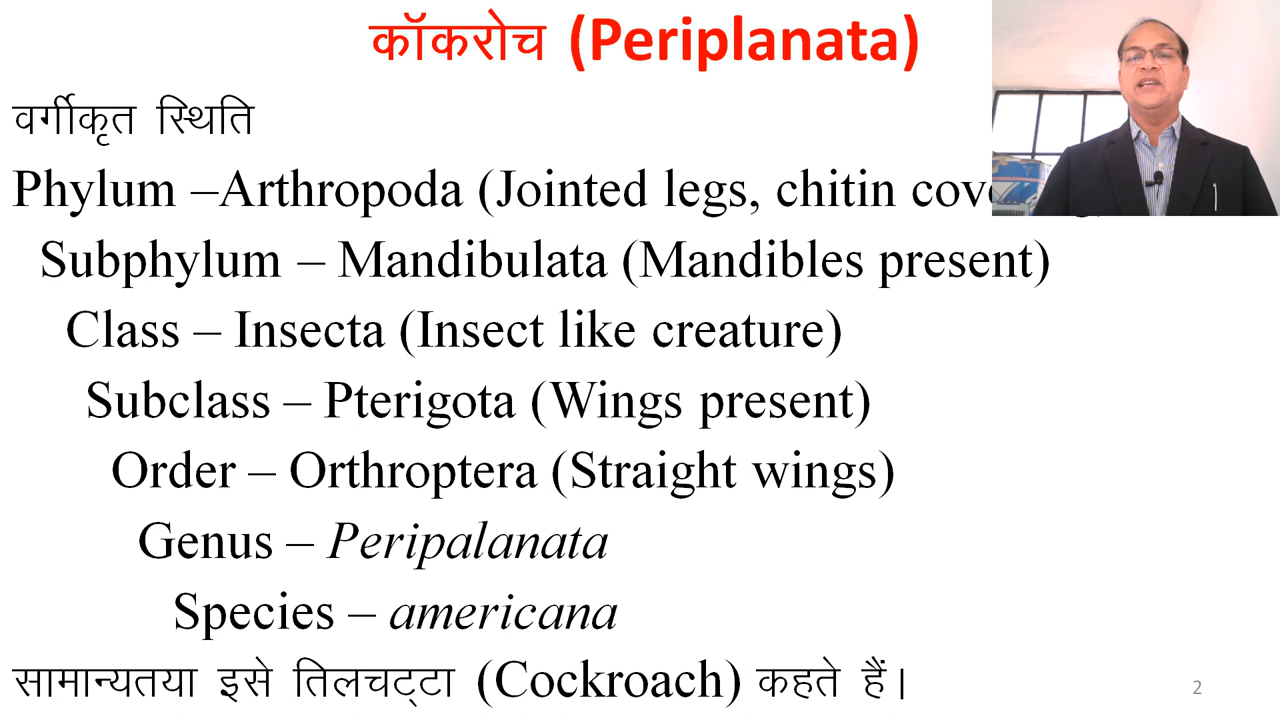 कॉकरोच (Periplanata)
वर्गीकृत स्थिति
Phylum –Arthropoda (Jointed legs, chitin
Subphylum – Mandibulata (Mandibles present)
Class – Insecta (Insect like creature)
Subclass – Pterigota (Wings present)
Order – Orthroptera (Straight wings)
Genus – Peripalanata
Species – americana
सामान्यतया इसे तिलचट्टा (Cockroach) कहते हैं।
2